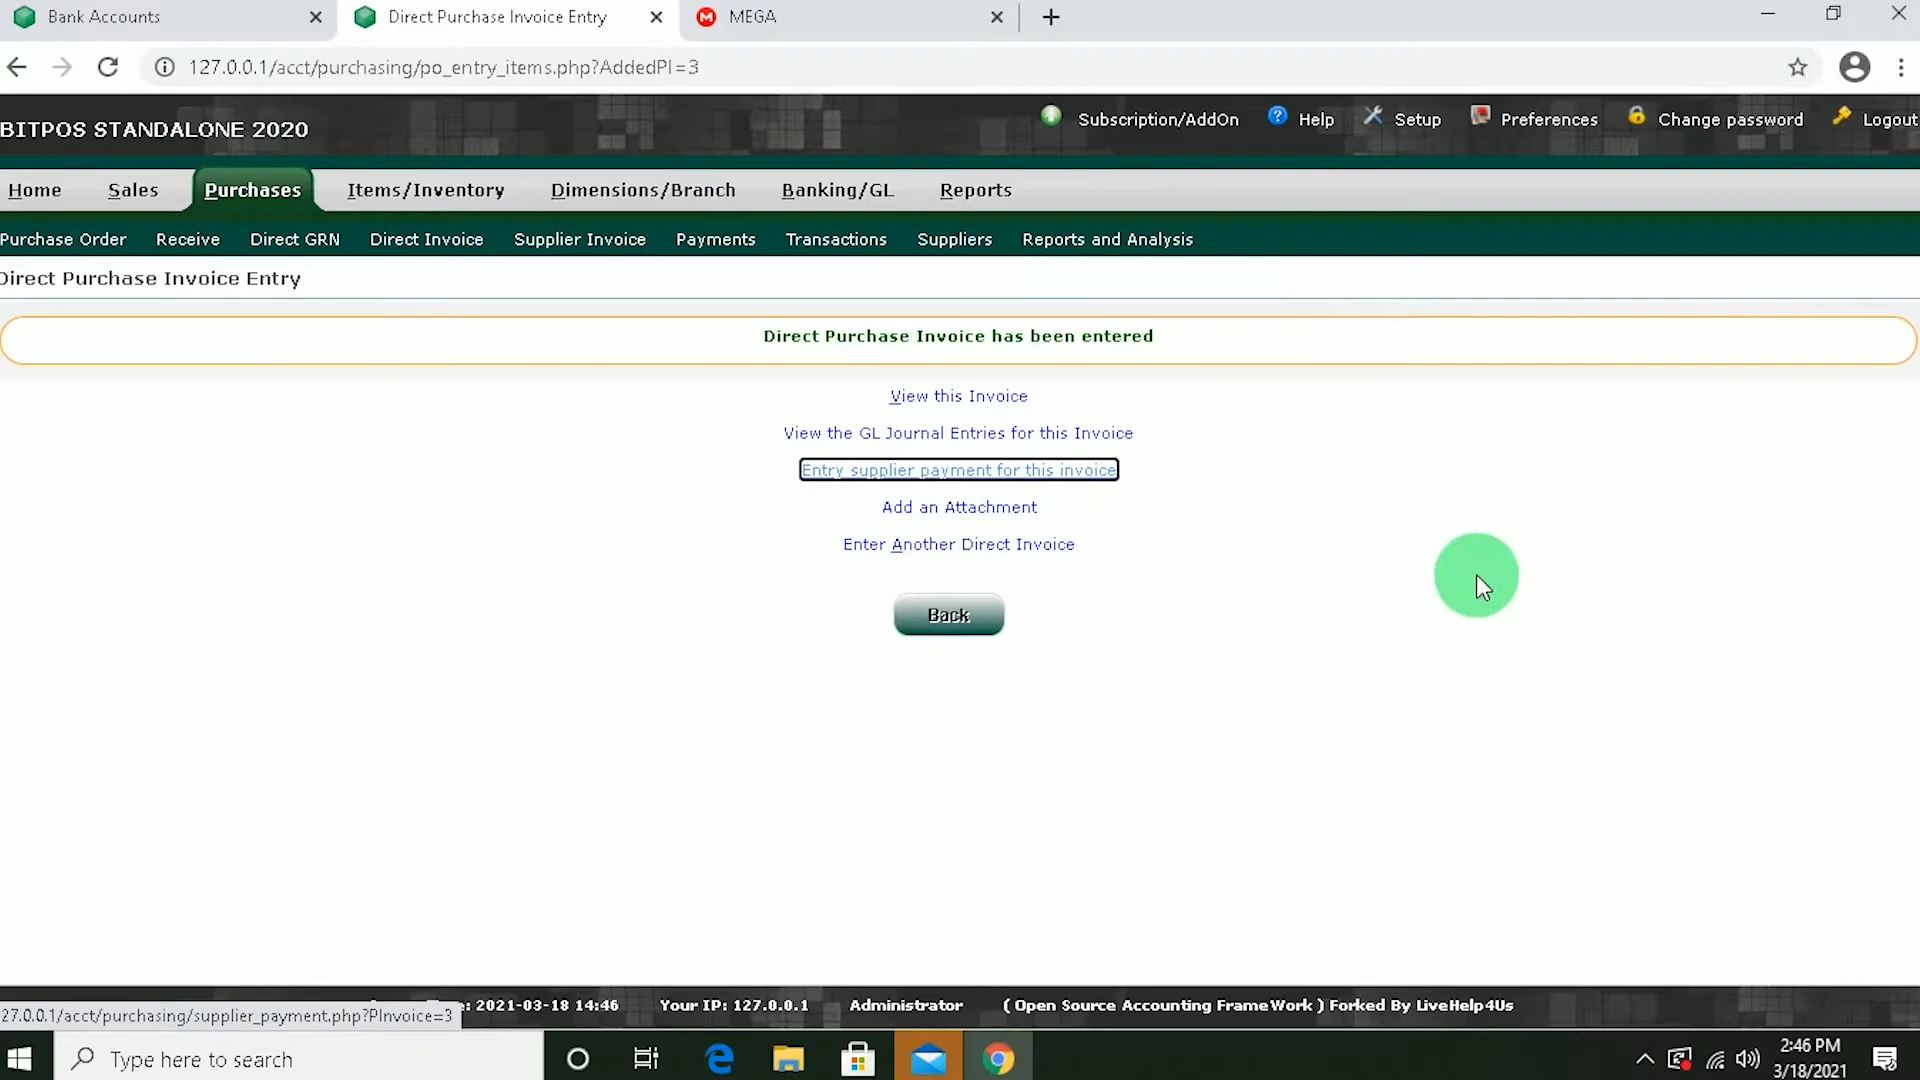 Bank Accounts
Direct Purchase Invoice Entry
MEGA
127.0.0.1/acct/purchasing/po_entry_items.php?AddedPI=3
BITPOS STANDALONE 2020
Subscription/AddOn
Help
Setup
Preferences
Change password
Logout
Home
Sales
Purchases
Items/Inventory
Dimensions/Branch
Banking/GL
Reports
Purchase Order
Receive
Direct GRN
Direct Invoice
Supplier Invoice
Payments
Transactions
Suppliers
Reports and Analysis
Direct Purchase Invoice Entry
Direct Purchase Invoice has been entered
View this Invoice
View the GL Journal Entries for this Invoice
Entry supplier payment for this invoice
Add an Attachment
Enter Another Direct Invoice
Back
: 2021-03-18 14:46
Your IP: 127.0.0.1
Administrator
( Open Source Accounting FrameWork ) Forked By LiveHelp4Us
27.0.0.1/acct/purchasing/supplier_payment.php?PInvoice=3
Type here to search
2:46 PM
3/18/2021